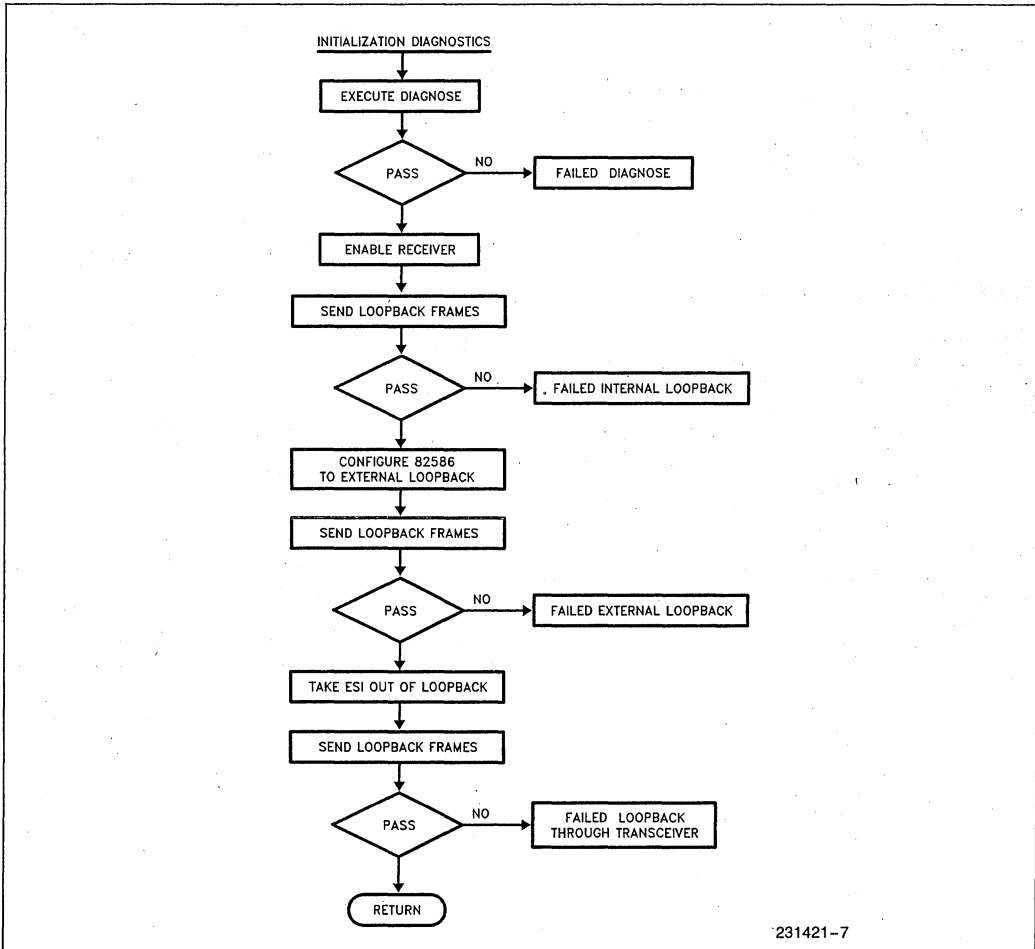 INITIALIZATION DIAGNOSTICS
EXECUTE DIAGNOSE
PASS
NO
FAILED DIAGNOSE
ENABLE RECEIVER
SEND LOOPBACK FRAMES
PASS
NO
FAILED INTERNAL LOOPBACK
CONFIGURE 82586
TO EXTERNAL LOOPBACK
SEND LOOPBACK FRAMES
PASS
NO
FAILED EXTERNAL LOOPBACK
TAKE ESI OUT OF LOOPBACK
SEND LOOPBACK FRAMES
PASS
NO
FAILED LOOPBACK
THROUGH TRANSCEIVER
RETURN
231421-7